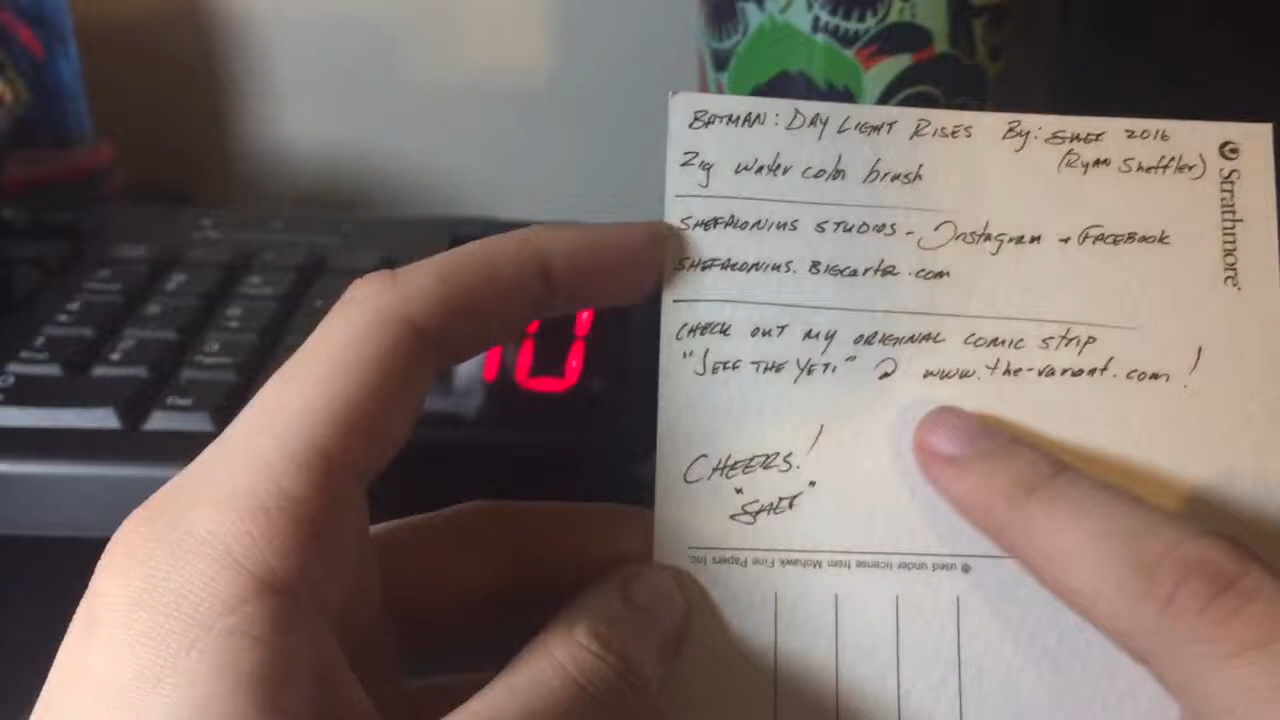 BATMAN: DAY LIGHT RISES By: SHEF 2016
(RYAN Sheffler)
Zig water color brush
SHEFALONIUS STUDIOS - Instagram + FACEBOOK
SHEFALONIUS.BIGCARTEL.com
CHECK OUT MY ORIGINAL COMIC STRIP
"JEFF THE YETI" @ www.the-variant.com!
CHEERS!
"SHEF"
Strathmore®
® used under license from Mohawk Fine Papers Inc.
10